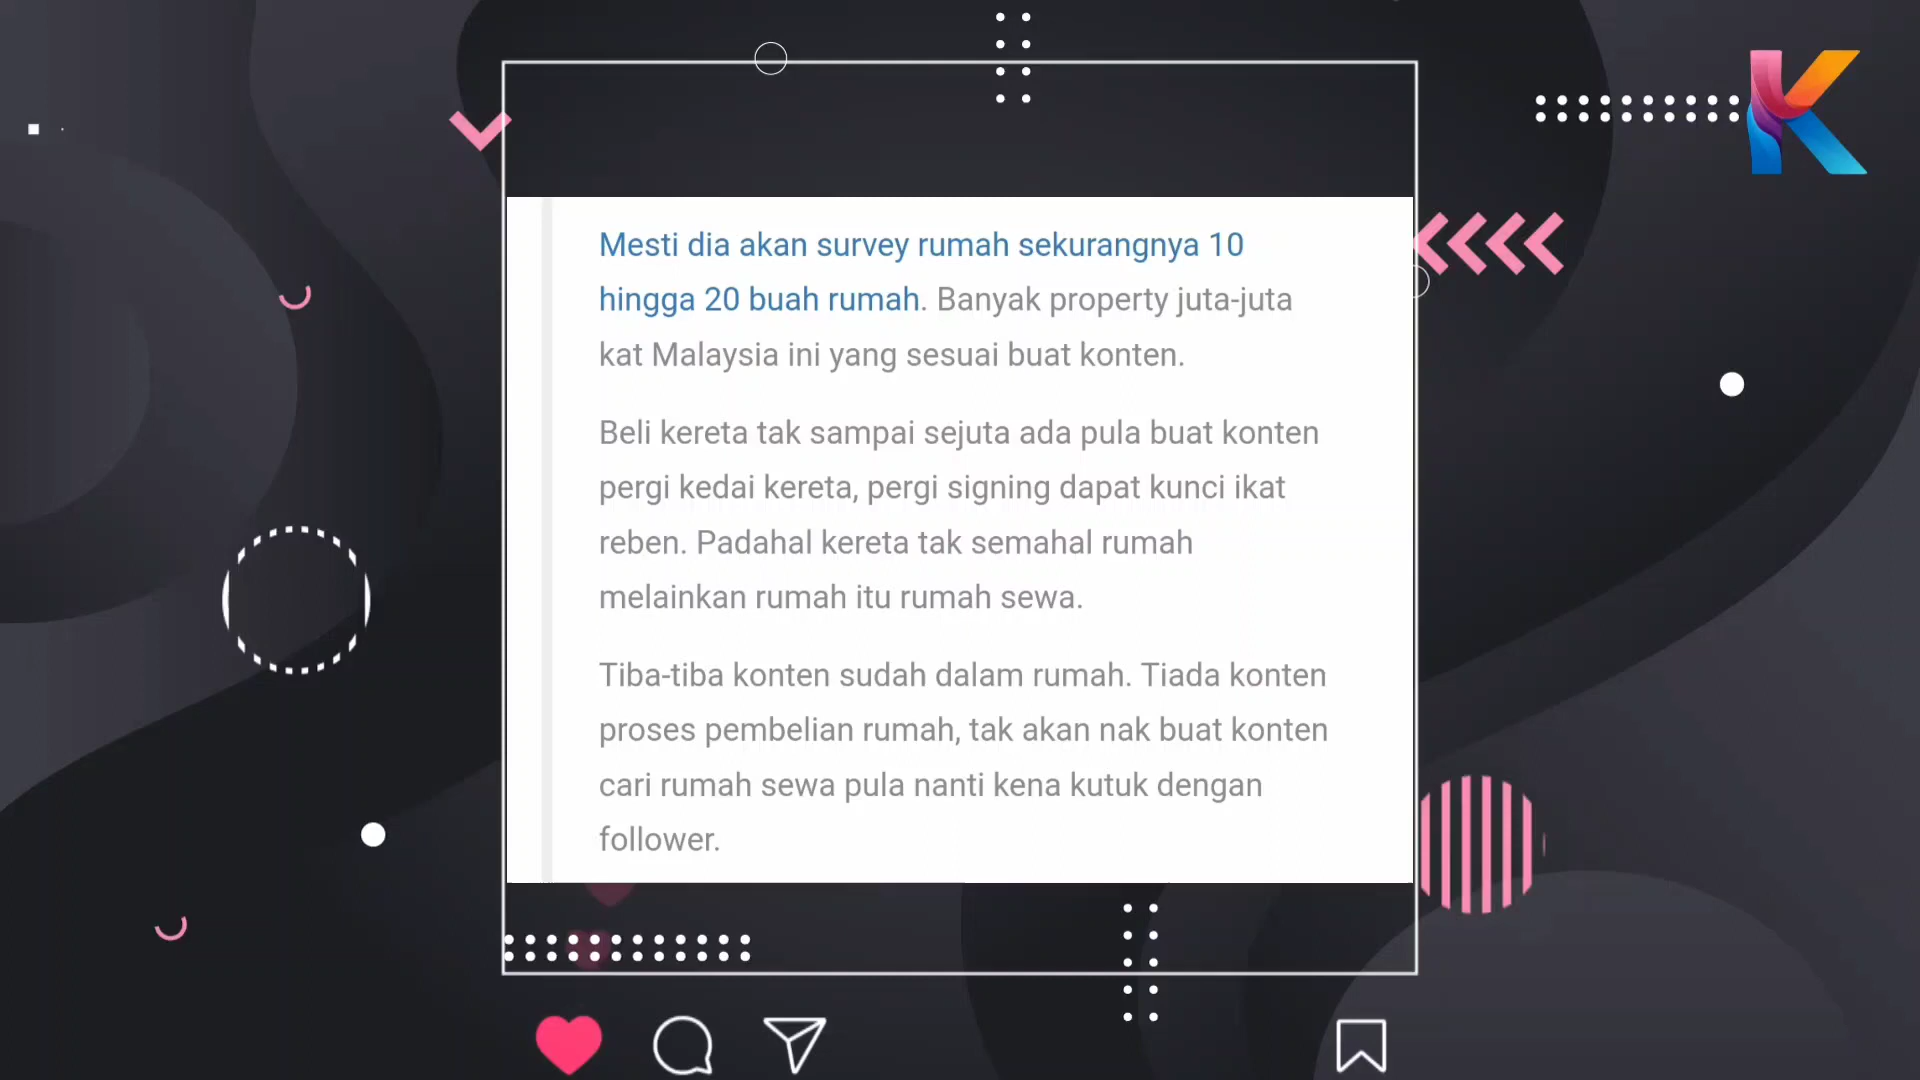 Mesti dia akan survey rumah sekurangnya 10
hingga 20 buah rumah. Banyak property juta-juta
kat Malaysia ini yang sesuai buat konten.
Beli kereta tak sampai sejuta ada pula buat konten
pergi kedai kereta, pergi signing dapat kunci ikat
reben. Padahal kereta tak semahal rumah
melainkan rumah itu rumah sewa.
Tiba-tiba konten sudah dalam rumah. Tiada konten
proses pembelian rumah, tak akan nak buat konten
cari rumah sewa pula nanti kena kutuk dengan
follower.
K